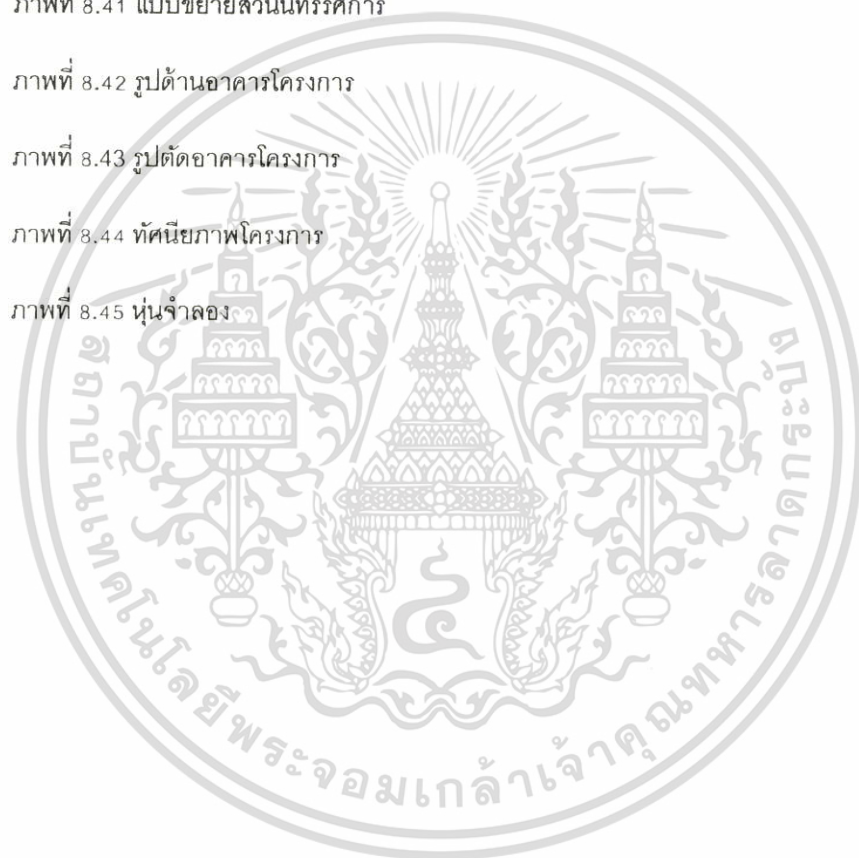 ภาพที่ 8.41 แบบขยายส่วนนิทรรศการ
ภาพที่ 8.42 รูปด้านอาคารโครงการ
ภาพที่ 8.43 รูปตัดอาคารโครงการ
ภาพที่ 8.44 ทัศนียภาพโครงการ
ภาพที่ 8.45 หุ่นจำลอง
สถาบันเทคโนโลยีพระจอมเกล้าเจ้าคุณทหารลาดกระบัง
๔